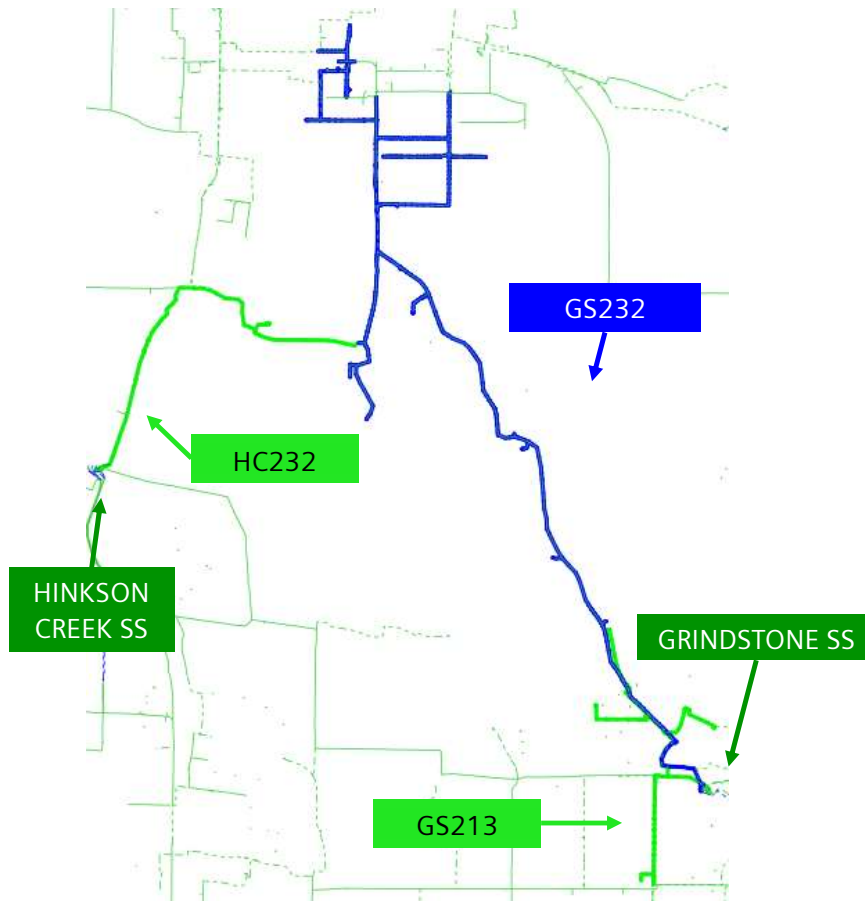 GS232
HC232
HINKSON
CREEK SS
GRINDSTONE SS
GS213